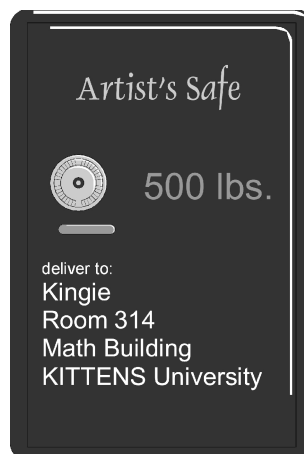 Artist's Safe
500 lbs.
deliver to:
Kingie
Room 314
Math Building
KITTENS University